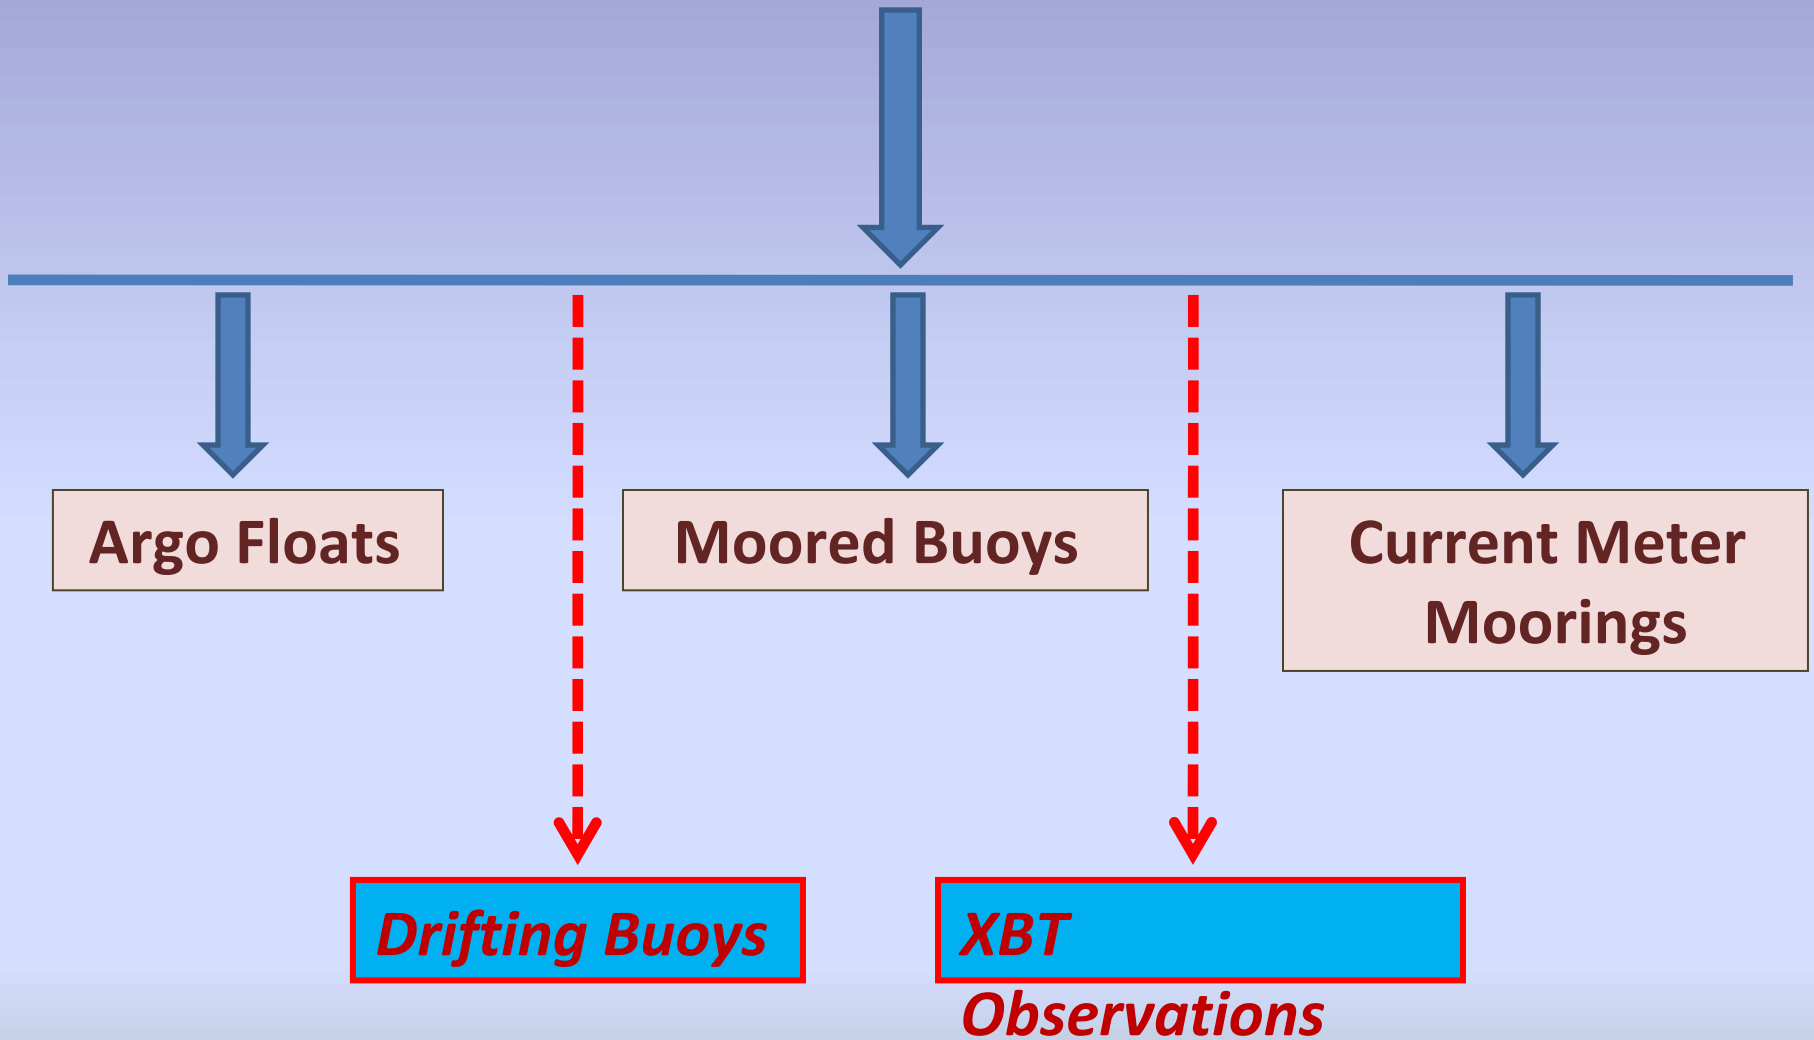 Argo Floats
Moored Buoys
Current Meter
Moorings
Drifting Buoys
XBT
Observations